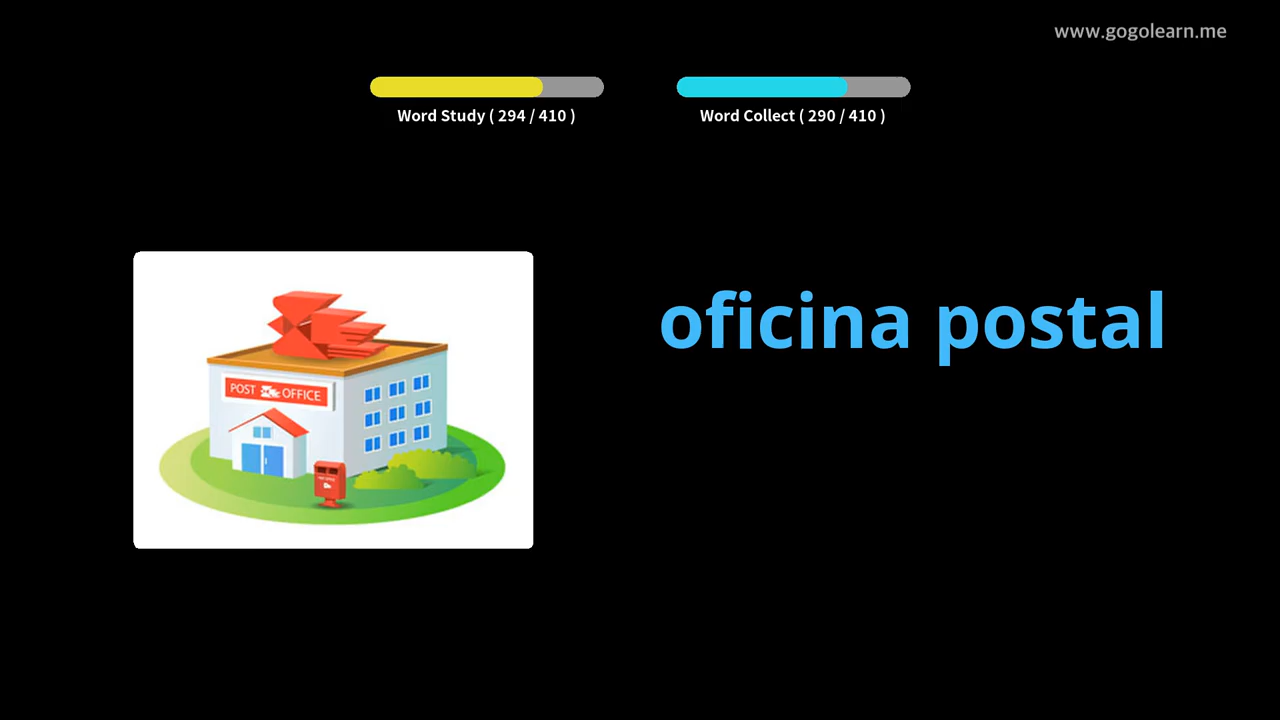 www.gogolearn.me
Word Study ( 294 / 410 )
Word Collect ( 290 / 410 )
oficina postal
POST OFFICE